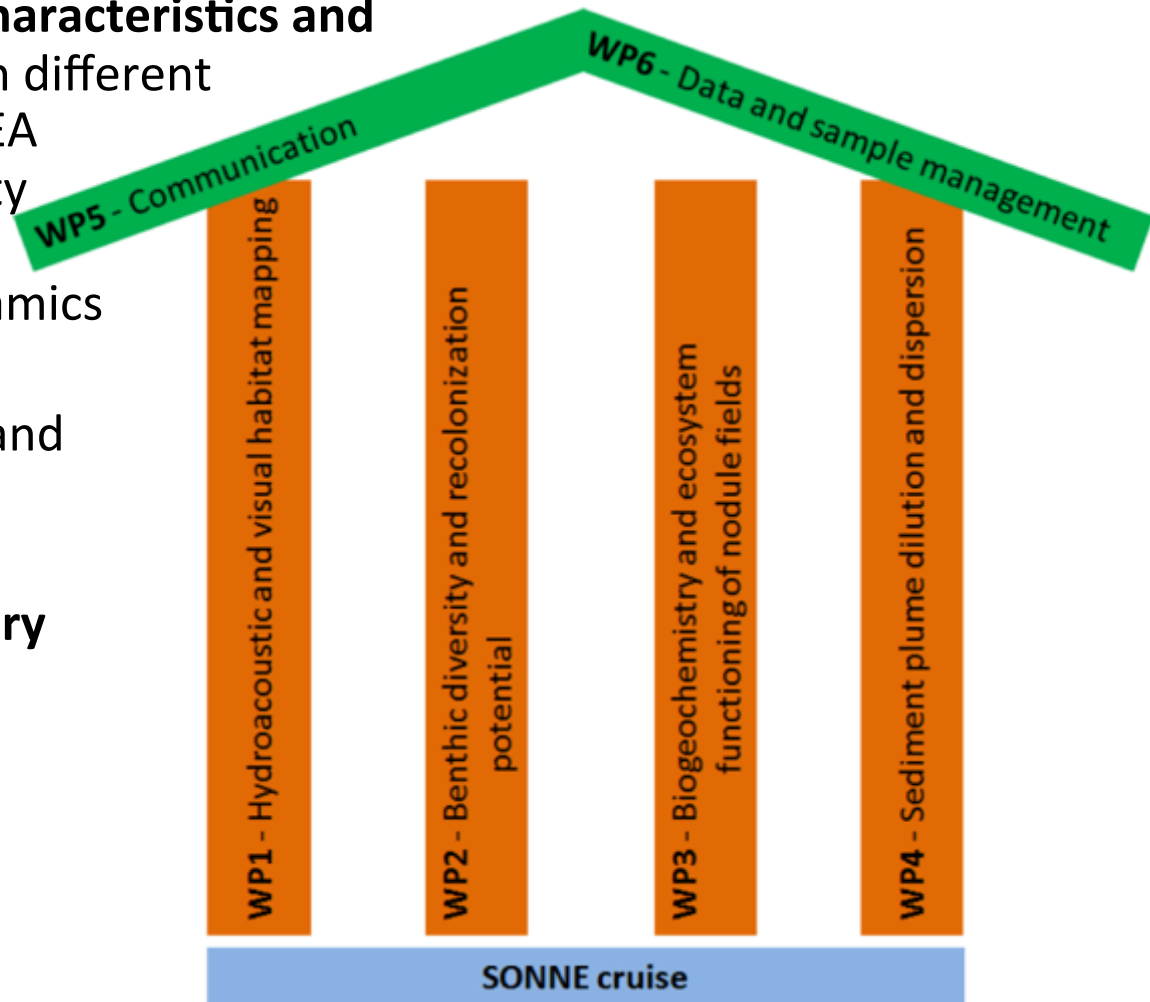 haracteristics and
different
EA
ty
amics
and
ry
WP5 - Communication
WP6 - Data and sample management
WP1 - Hydroacoustic and visual habitat mapping
WP2 - Benthic diversity and recolonization
potential
WP3 - Biogeochemistry and ecosystem
functioning of nodule fields
WP4 - Sediment plume dilution and dispersion
SONNE cruise